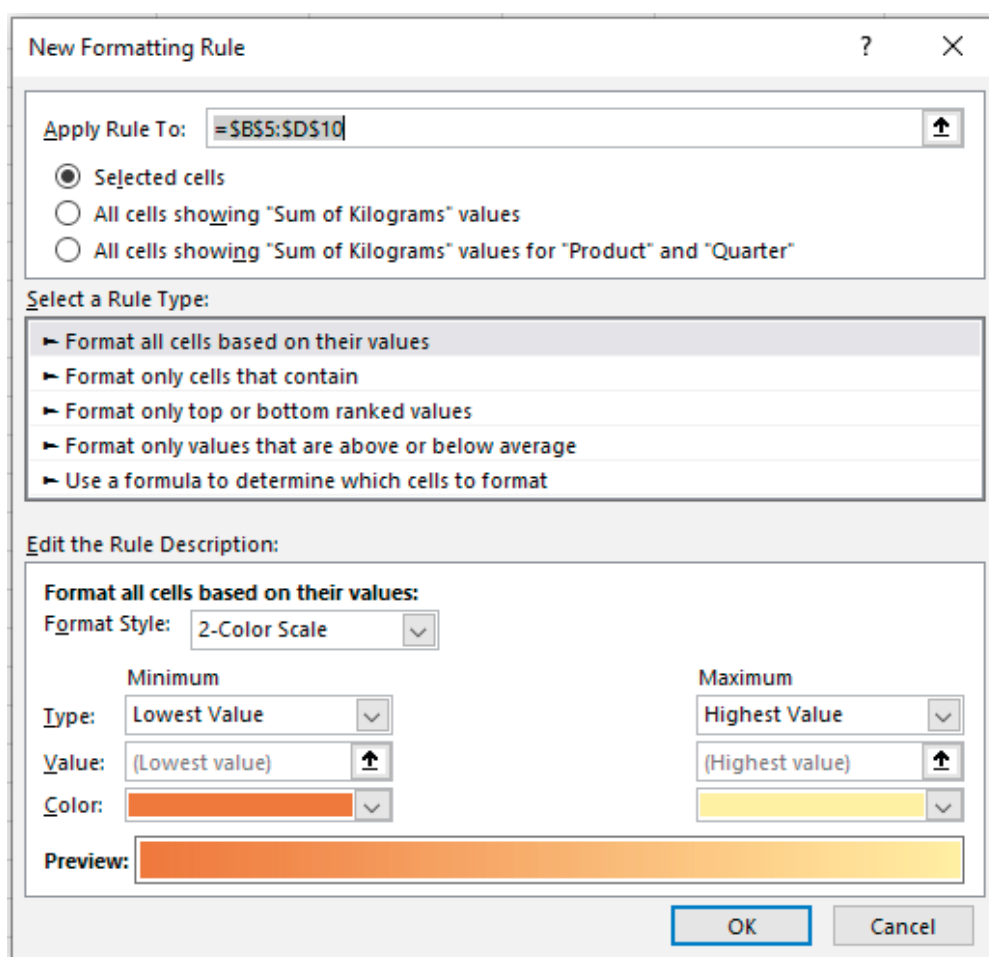 New Formatting Rule ?
Apply Rule To: =$B$5:$D$10
Selected cells
All cells showing "Sum of Kilograms" values
All cells showing "Sum of Kilograms" values for "Product" and "Quarter"
Select a Rule Type:
► Format all cells based on their values
► Format only cells that contain
► Format only top or bottom ranked values
► Format only values that are above or below average
► Use a formula to determine which cells to format
Edit the Rule Description:
Format all cells based on their values:
Format Style: 2-Color Scale
Minimum Maximum
Type: Lowest Value Highest Value
Value: (Lowest value) (Highest value)
Color:
Preview:
OK Cancel